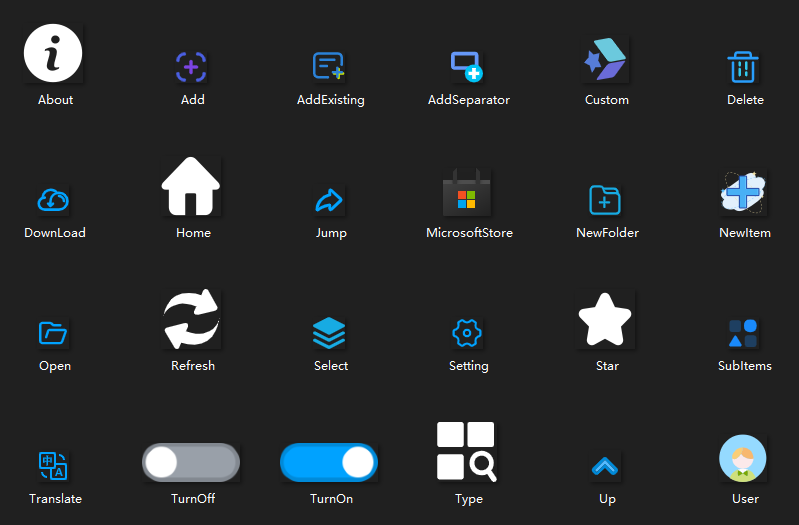 About
Add
AddExisting
AddSeparator
Custom
Delete
DownLoad
Home
Jump
MicrosoftStore
NewFolder
NewItem
Open
Refresh
Select
Setting
Star
SubItems
中
A
Translate
TurnOff
TurnOn
Type
Up
User